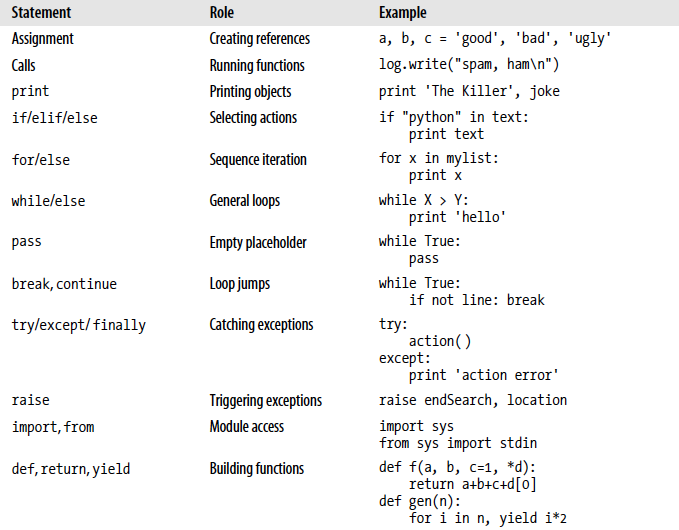 Statement Role Example
Assignment Creating references a, b, c = 'good', 'bad', 'ugly'
Calls Running functions log.write("spam, ham\n")
print Printing objects print 'The Killer', joke
if/elif/else Selecting actions if "python" in text:
    print text
for/else Sequence iteration for x in mylist:
    print x
while/else General loops while X > Y:
    print 'hello'
pass Empty placeholder while True:
    pass
break, continue Loop jumps while True:
    if not line: break
try/except/ finally Catching exceptions try:
    action()
except:
    print 'action error'
raise Triggering exceptions raise endSearch, location
import, from Module access import sys
from sys import stdin
def, return, yield Building functions def f(a, b, c=1, *d):
    return a+b+c+d[0]
def gen(n):
    for i in n, yield i*2